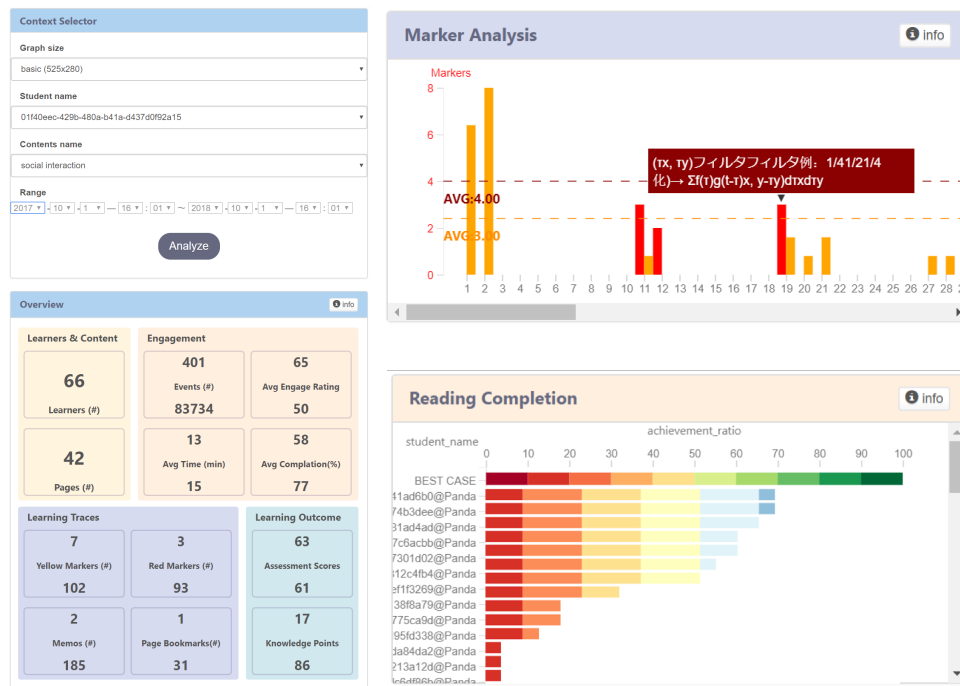 Context Selector
Graph size
basic (525x280)
Student name
01f40eec-429b-480a-b41a-d437d0f92a15
Contents name
social interaction
Range
2017 - 10 - 1 — 16 : 01 ~ 2018 - 10 - 1 — 16 : 01
Analyze
Overview
info
Learners & Content
66
Learners (#)
42
Pages (#)
Engagement
401
Events (#)
83734
65
Avg Engage Rating
50
13
Avg Time (min)
15
58
Avg Complation(%)
77
Learning Traces
7
Yellow Markers (#)
102
3
Red Markers (#)
93
2
Memos (#)
185
1
Page Bookmarks(#)
31
Learning Outcome
63
Assessment Scores
61
17
Knowledge Points
86
Marker Analysis
info
Markers
8
6
4
2
0
AVG:4.00
AVG:3.00
(τx, τy)フィルタフィルタ例：1/41/21/4
化)→ Σf(τ)g(t-τ)x, y-τy)dτxdτy
1 2 3 4 5 6 7 8 9 10 11 12 13 14 15 16 17 18 19 20 21 22 23 24 25 26 27 28
Reading Completion
info
achievement_ratio
student_name
0 10 20 30 40 50 60 70 80 90 100
BEST CASE
41ad6b0@Panda
74b3dee@Panda
31ad4ad@Panda
7c6acbb@Panda
7301d02@Panda
312c4fb4@Panda
ef1f3269@Panda
38f8a79@Panda
775ca9d@Panda
95fd338@Panda
da84da2@Panda
213a12d@Panda